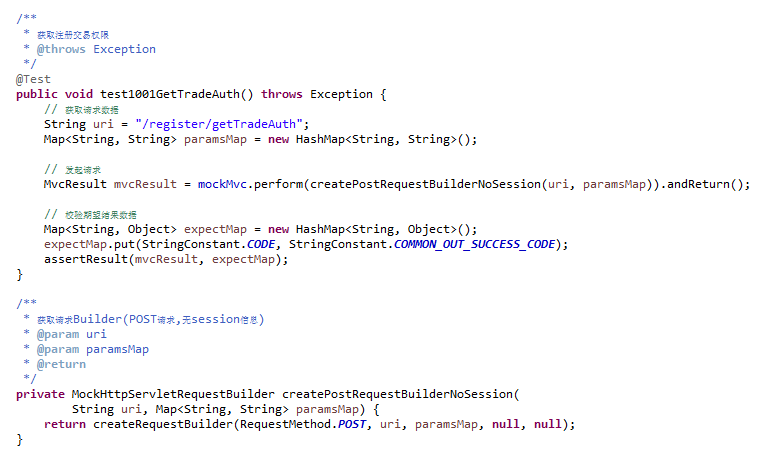 /**
 * 获取注册交易权限
 * @throws Exception
 */
@Test
public void test1001GetTradeAuth() throws Exception {
    // 获取请求数据
    String uri = "/register/getTradeAuth";
    Map<String, String> paramsMap = new HashMap<String, String>();

    // 发起请求
    MvcResult mvcResult = mockMvc.perform(createPostRequestBuilderNoSession(uri, paramsMap)).andReturn();

    // 校验期望结果数据
    Map<String, Object> expectMap = new HashMap<String, Object>();
    expectMap.put(StringConstant.CODE, StringConstant.COMMON_OUT_SUCCESS_CODE);
    assertResult(mvcResult, expectMap);
}

/**
 * 获取请求Builder(POST请求,无session信息)
 * @param uri
 * @param paramsMap
 * @return
 */
private MockHttpServletRequestBuilder createPostRequestBuilderNoSession(
        String uri, Map<String, String> paramsMap) {
    return createRequestBuilder(RequestMethod.POST, uri, paramsMap, null, null);
}